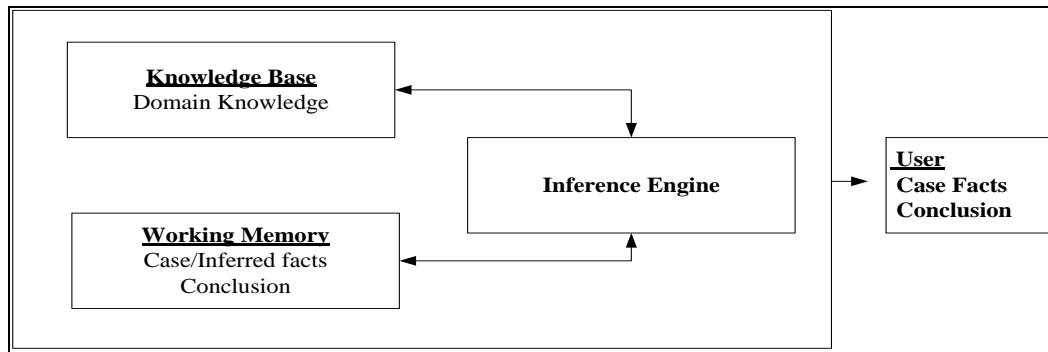 Knowledge Base
Domain Knowledge
Inference Engine
Working Memory
Case/Inferred facts
Conclusion
User
Case Facts
Conclusion